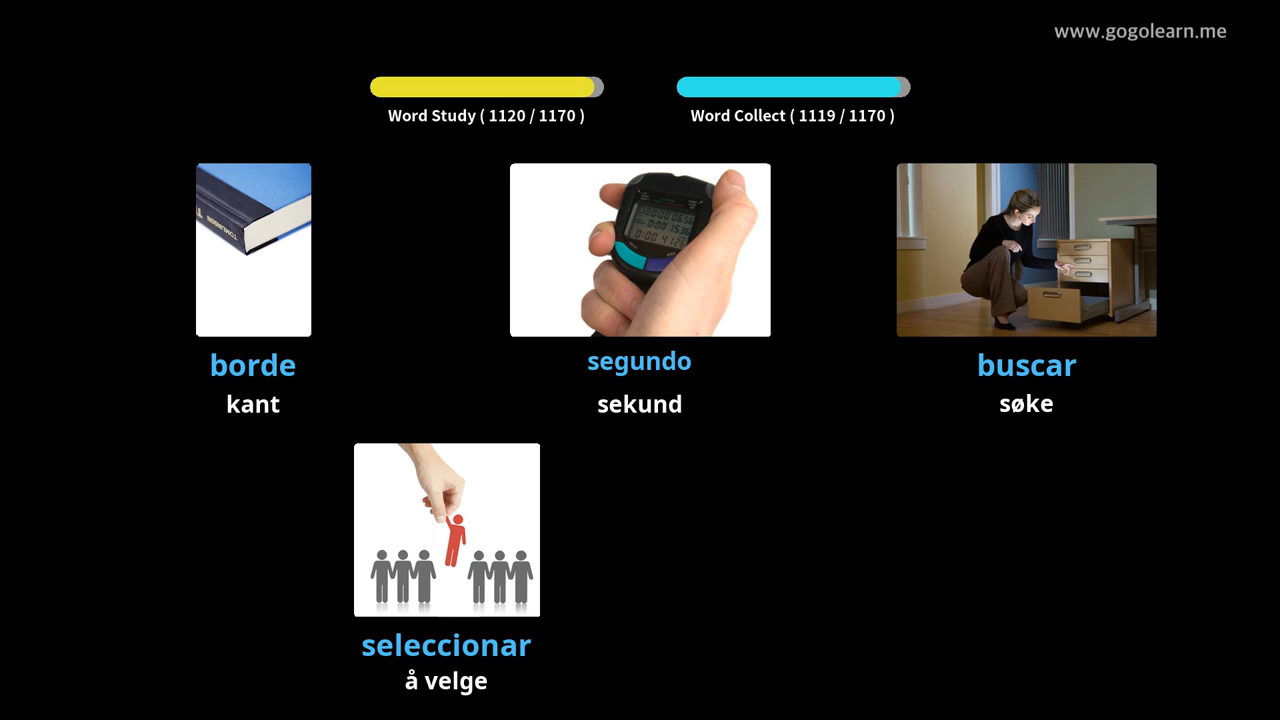 www.gogolearn.me
Word Study ( 1120 / 1170 )
Word Collect ( 1119 / 1170 )
TOMLINSON
borde
kant
segundo
sekund
buscar
søke
seleccionar
å velge